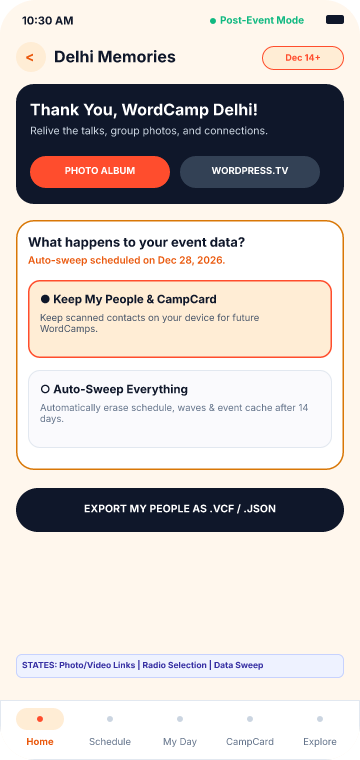 10:30 AM
Post-Event Mode
<
Delhi Memories
Dec 14+
Thank You, WordCamp Delhi!
Relive the talks, group photos, and connections.
PHOTO ALBUM
WORDPRESS.TV
What happens to your event data?
Auto-sweep scheduled on Dec 28, 2026.
Keep My People & CampCard
Keep scanned contacts on your device for future
WordCamps.
Auto-Sweep Everything
Automatically erase schedule, waves & event cache after 14
days.
EXPORT MY PEOPLE AS .VCF / .JSON
STATES: Photo/Video Links | Radio Selection | Data Sweep
Home
Schedule
My Day
CampCard
Explore